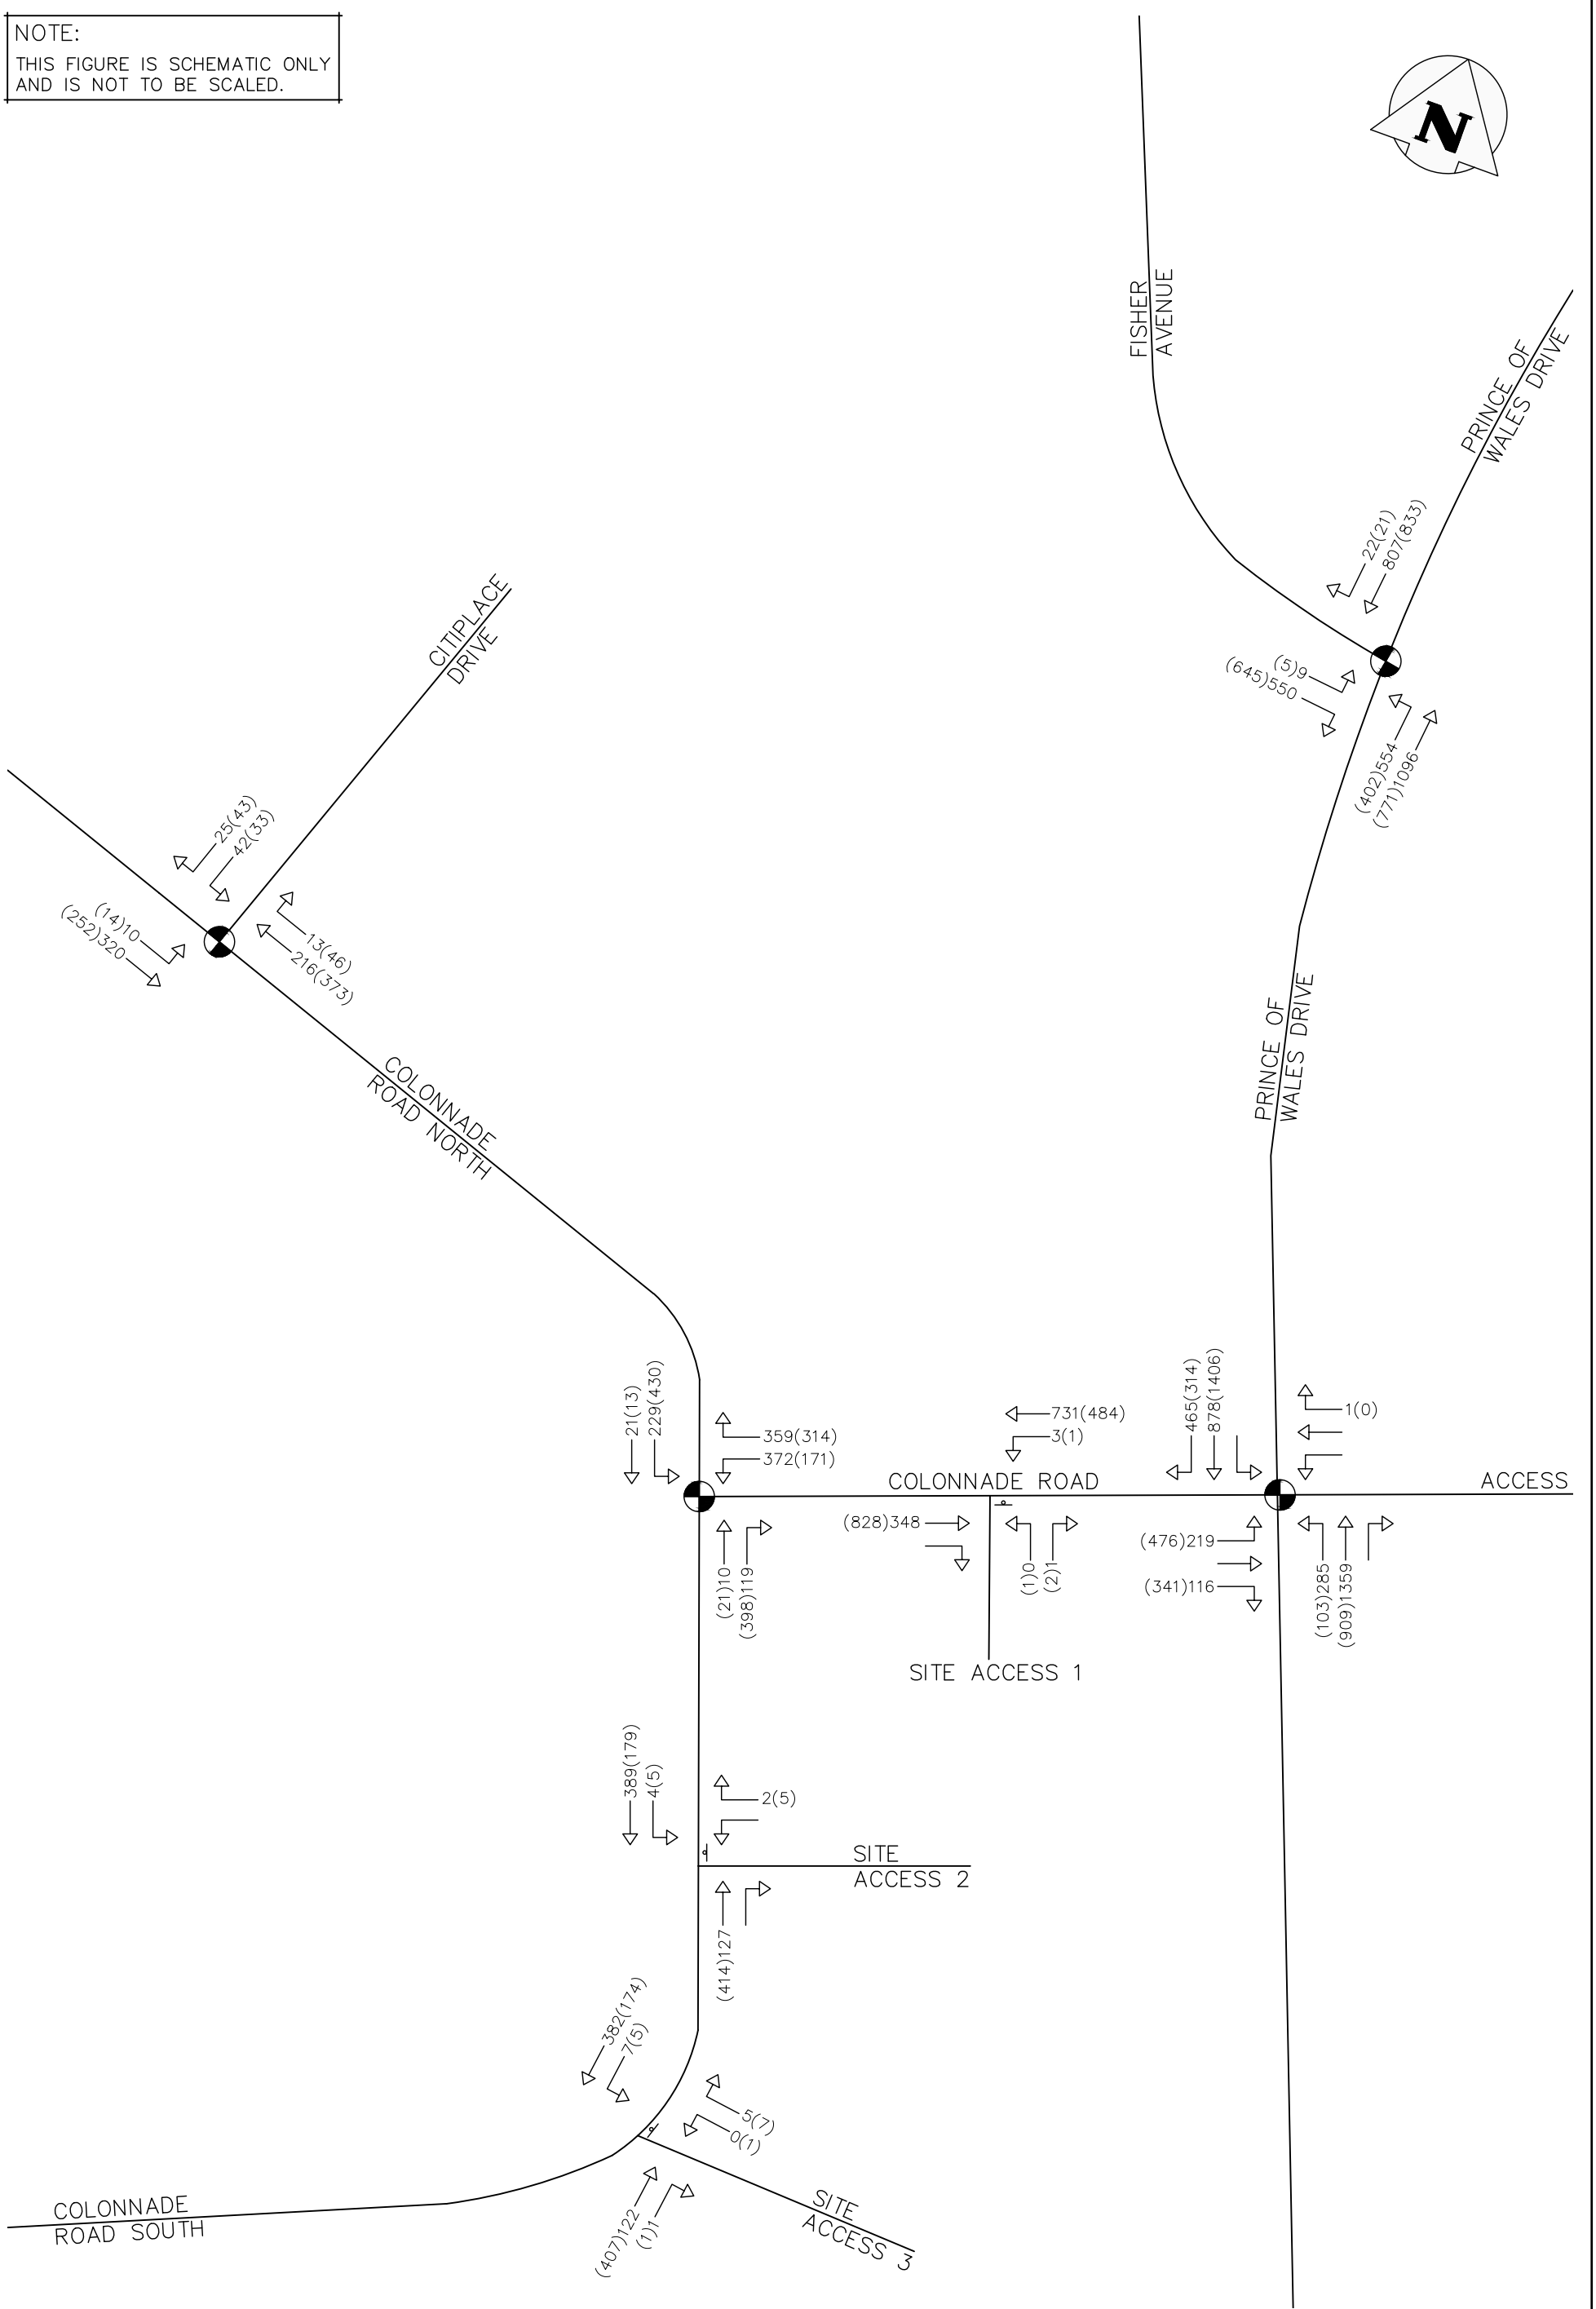 NOTE:
THIS FIGURE IS SCHEMATIC ONLY
AND IS NOT TO BE SCALED.
N
FISHER
AVENUE
PRINCE OF
WALES DRIVE
22(21)
807(833)
(5)9
(645)550
(402)554
(771)1096
CITIPLACE
DRIVE
25(43)
42(33)
(14)10
(252)320
13(46)
216(373)
COLONNADE
ROAD NORTH
PRINCE OF
WALES DRIVE
21(13)
229(430)
359(314)
372(171)
(21)10
(398)119
731(484)
3(1)
COLONNADE ROAD
(828)348
(1)0
(2)1
SITE ACCESS 1
465(314)
878(1406)
1(0)
ACCESS
(476)219
(341)116
(103)285
(909)1359
389(179)
4(5)
2(5)
SITE
ACCESS 2
(414)127
382(174)
7(5)
5(7)
0(1)
(407)122
(1)1
SITE
ACCESS 3
COLONNADE
ROAD SOUTH